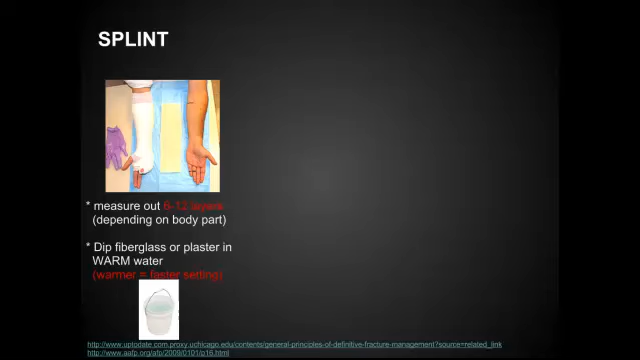 SPLINT
* measure out 8-12 layers
(depending on body part)
* Dip fiberglass or plaster in
WARM water
(warmer = faster setting)
http://www.uptodate.com.proxy.uchicago.edu/contents/general-principles-of-definitive-fracture-management?source=related_link
http://www.aafp.org/afp/2009/0101/p16.html